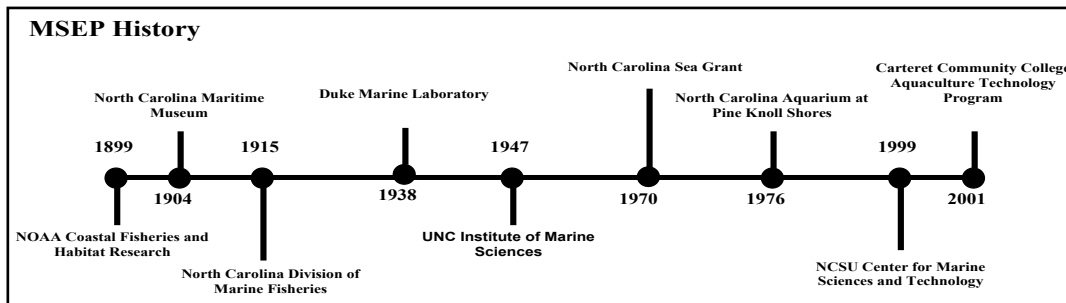 MSEP History
North Carolina Sea Grant
Carteret Community College
Aquaculture Technology
Program
North Carolina Maritime
Museum
Duke Marine Laboratory
North Carolina Aquarium at
Pine Knoll Shores
1899
1915
1947
1999
1904
1938
1970
1976
2001
NOAA Coastal Fisheries and
Habitat Research
UNC Institute of Marine
Sciences
North Carolina Division of
Marine Fisheries
NCSU Center for Marine
Sciences and Technology